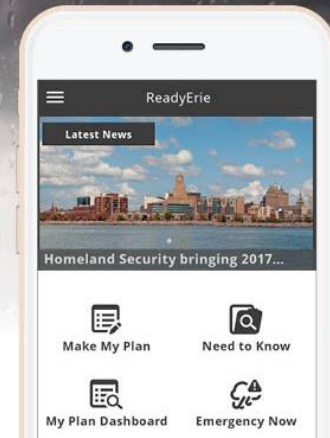 ReadyErie
Latest News
Homeland Security bringing 2017...
Make My Plan
Need to Know
My Plan Dashboard
Emergency Now